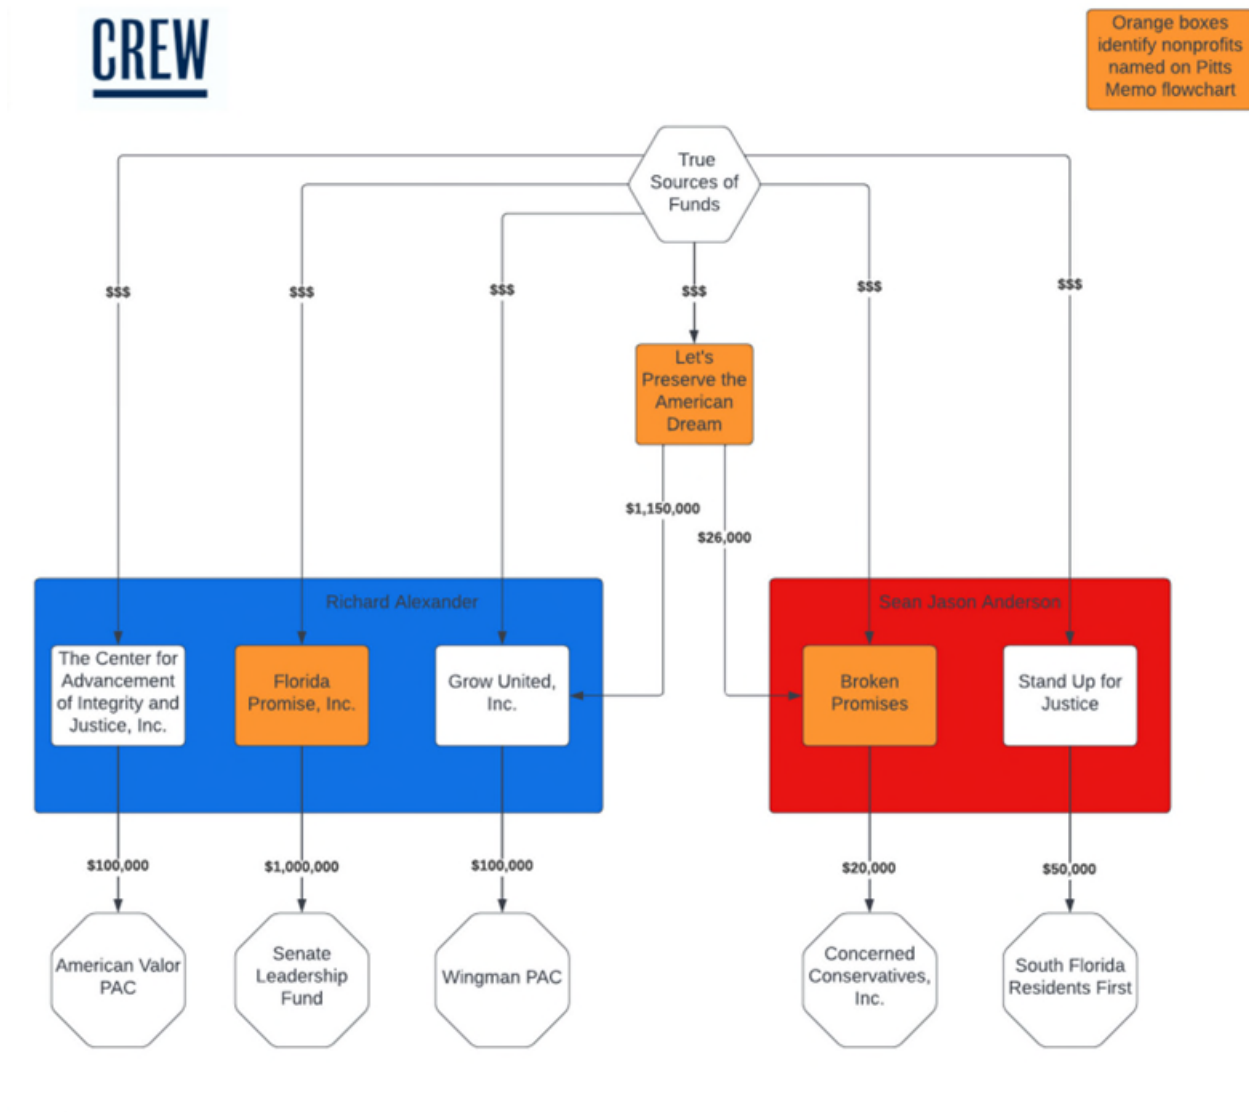 CREW
Orange boxes
identify nonprofits
named on Pitts
Memo flowchart
True
Sources of
Funds
$$$
$$$
$$$
$$$
$$$
$$$
Let's
Preserve the
American
Dream
$1,150,000
$26,000
Richard Alexander
Sean Jason Anderson
The Center for
Advancement
of Integrity and
Justice, Inc.
Florida
Promise, Inc.
Grow United,
Inc.
Broken
Promises
Stand Up for
Justice
$100,000
$1,000,000
$100,000
$20,000
$50,000
American Valor
PAC
Senate
Leadership
Fund
Wingman PAC
Concerned
Conservatives,
Inc.
South Florida
Residents First